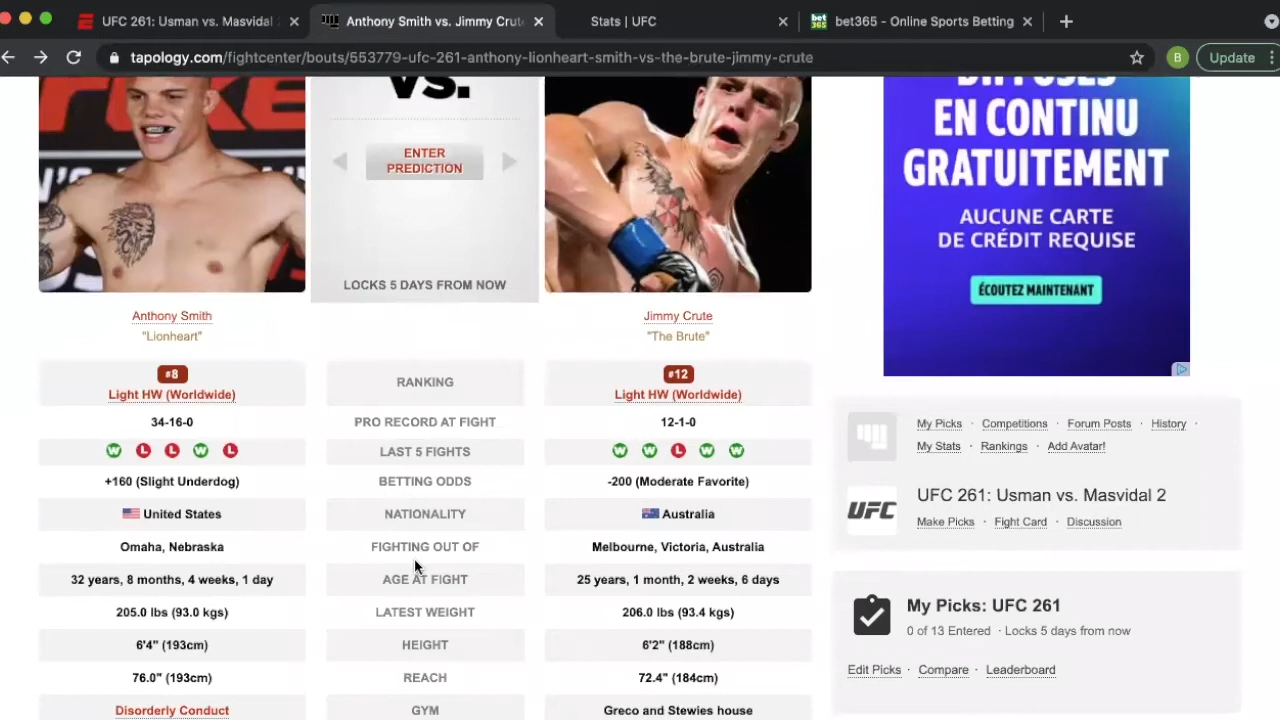 UFC 261: Usman vs. Masvidal
Anthony Smith vs. Jimmy Crute
Stats | UFC
bet365 - Online Sports Betting
tapology.com/fightcenter/bouts/553779-ufc-261-anthony-lionheart-smith-vs-the-brute-jimmy-crute
B
Update
VS.
ENTER
PREDICTION
LOCKS 5 DAYS FROM NOW
Anthony Smith
"Lionheart"
Jimmy Crute
"The Brute"
#8
Light HW (Worldwide)
RANKING
#12
Light HW (Worldwide)
34-16-0
PRO RECORD AT FIGHT
12-1-0
W L L W L
LAST 5 FIGHTS
W W L W W
+160 (Slight Underdog)
BETTING ODDS
-200 (Moderate Favorite)
United States
NATIONALITY
Australia
Omaha, Nebraska
FIGHTING OUT OF
Melbourne, Victoria, Australia
32 years, 8 months, 4 weeks, 1 day
AGE AT FIGHT
25 years, 1 month, 2 weeks, 6 days
205.0 lbs (93.0 kgs)
LATEST WEIGHT
206.0 lbs (93.4 kgs)
6'4" (193cm)
HEIGHT
6'2" (188cm)
76.0" (193cm)
REACH
72.4" (184cm)
Disorderly Conduct
GYM
Greco and Stewies house
DIFFUSÉS
EN CONTINU
GRATUITEMENT
AUCUNE CARTE
DE CRÉDIT REQUISE
ÉCOUTEZ MAINTENANT
My Picks · Competitions · Forum Posts · History ·
My Stats · Rankings · Add Avatar!
UFC
UFC 261: Usman vs. Masvidal 2
Make Picks · Fight Card · Discussion
My Picks: UFC 261
0 of 13 Entered · Locks 5 days from now
Edit Picks · Compare · Leaderboard